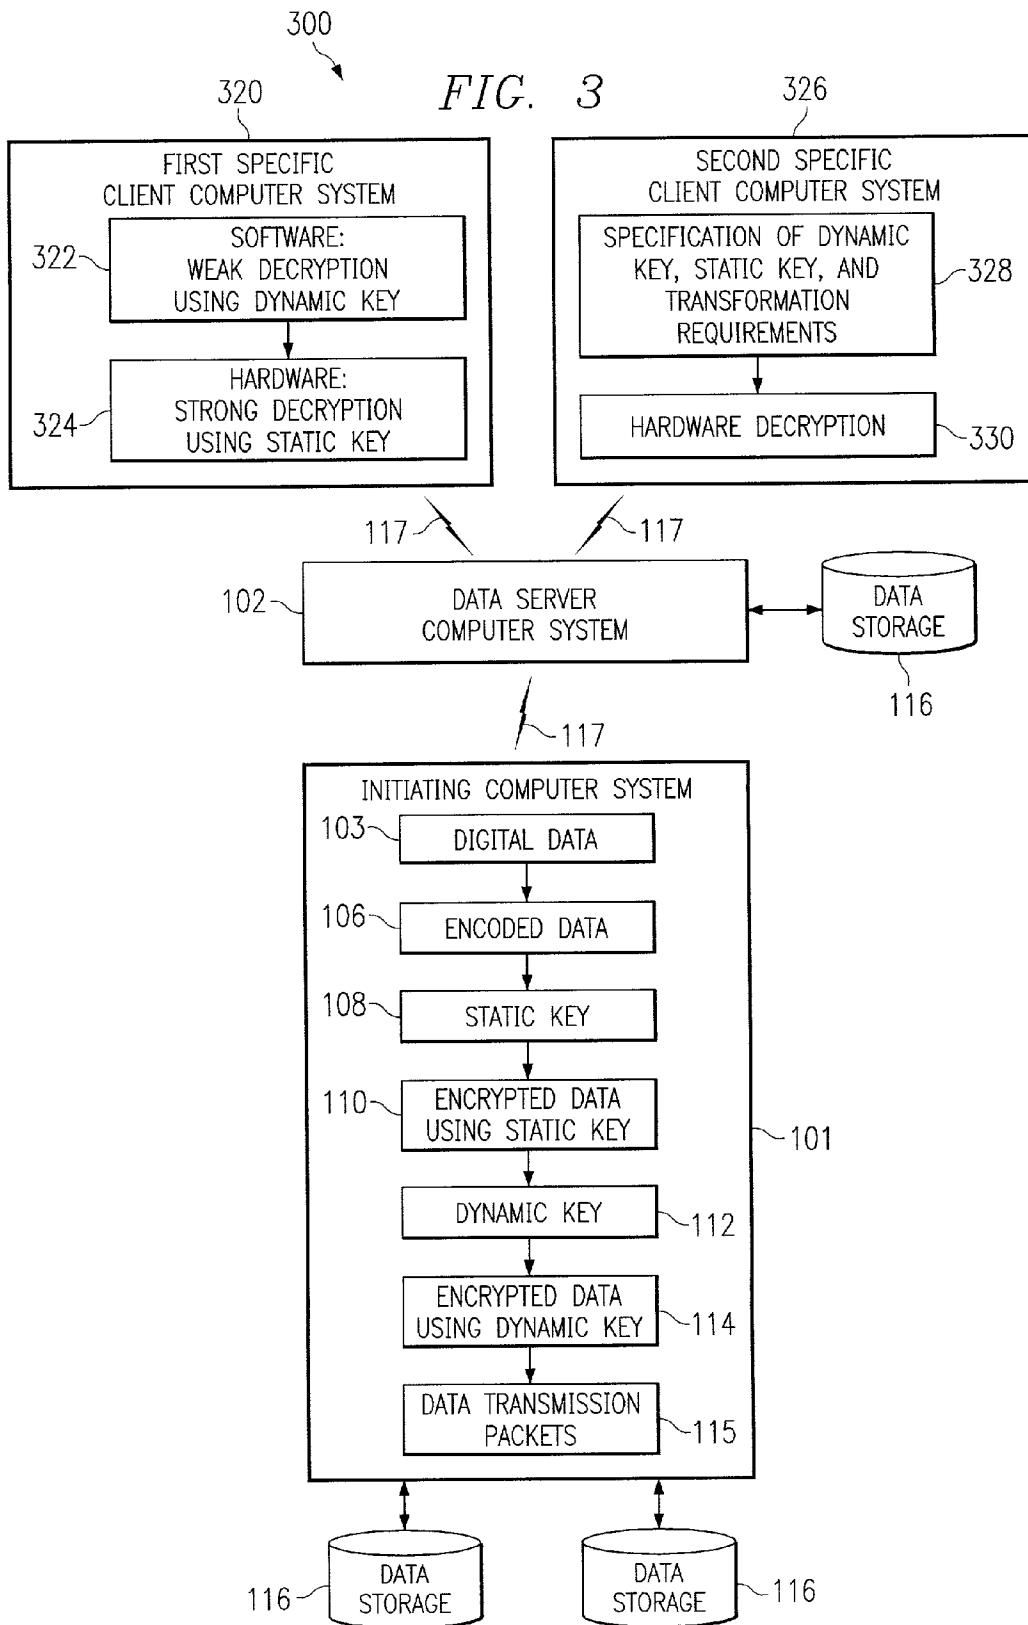 300
FIG. 3
320
326
FIRST SPECIFIC
CLIENT COMPUTER SYSTEM
322
SOFTWARE:
WEAK DECRYPTION
USING DYNAMIC KEY
324
HARDWARE:
STRONG DECRYPTION
USING STATIC KEY
SECOND SPECIFIC
CLIENT COMPUTER SYSTEM
SPECIFICATION OF DYNAMIC
KEY, STATIC KEY, AND
TRANSFORMATION
REQUIREMENTS
328
HARDWARE DECRYPTION
330
117
117
102
DATA SERVER
COMPUTER SYSTEM
DATA
STORAGE
116
117
INITIATING COMPUTER SYSTEM
103
DIGITAL DATA
106
ENCODED DATA
108
STATIC KEY
110
ENCRYPTED DATA
USING STATIC KEY
101
DYNAMIC KEY
112
ENCRYPTED DATA
USING DYNAMIC KEY
114
DATA TRANSMISSION
PACKETS
115
116
DATA
STORAGE
DATA
STORAGE
116